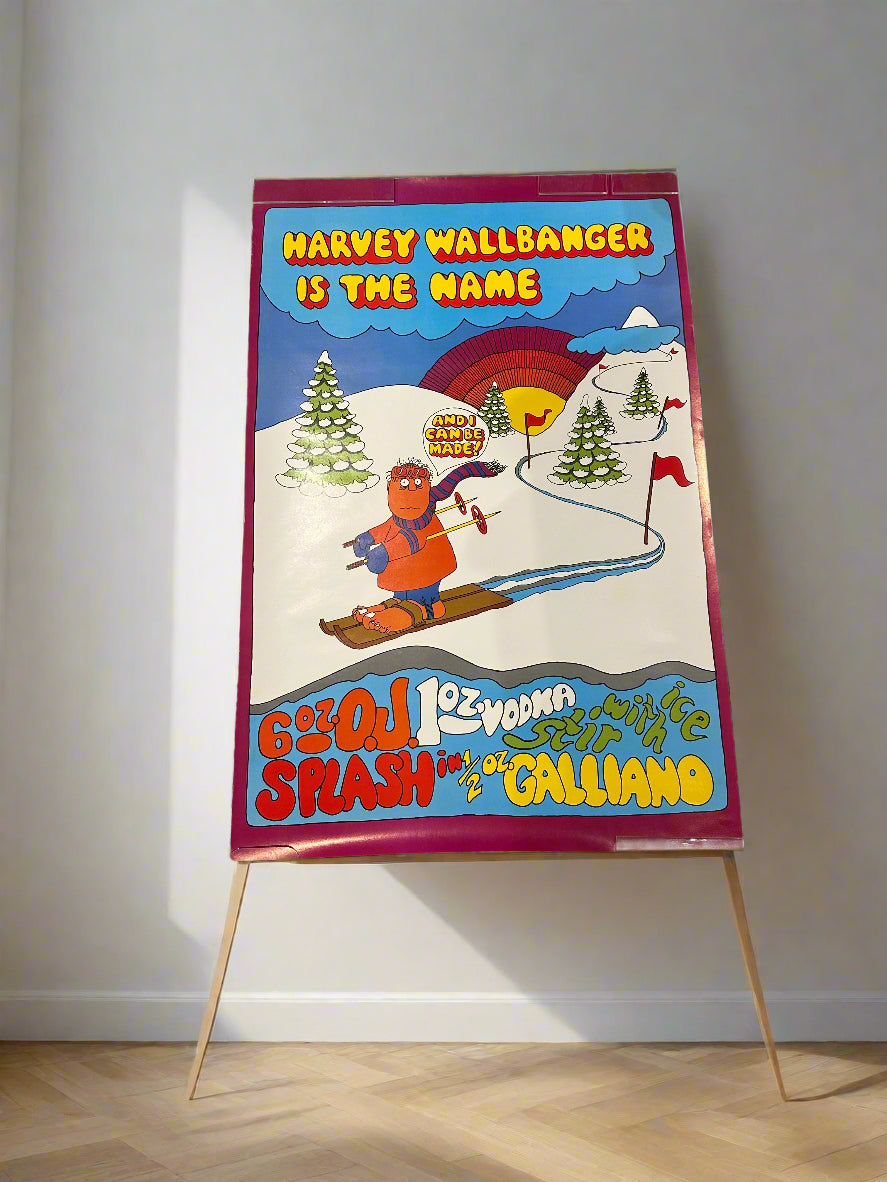 HARVEY WALLBANGER
IS THE NAME
AND I
CAN BE
MADE!
6 oz. O.J. 1 oz. VODKA Stir with ice
SPLASH in 1/2 oz. GALLIANO